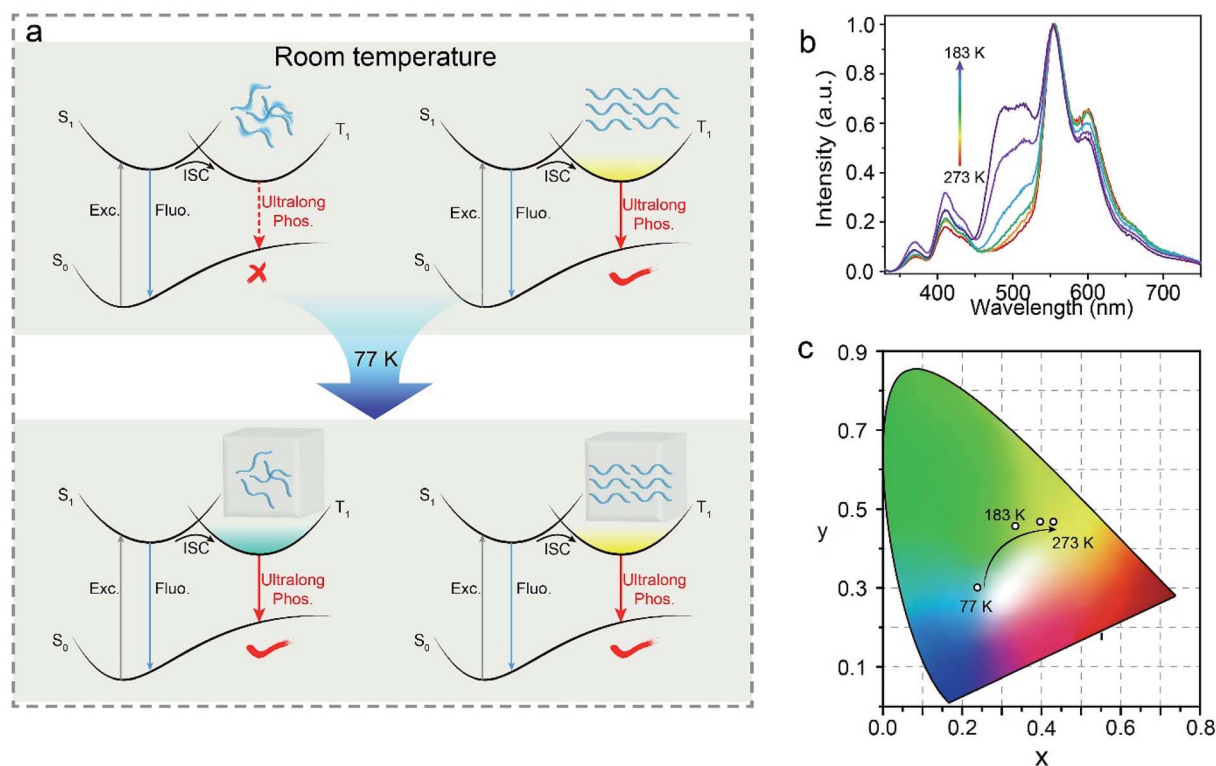 a
Room temperature
S1
T1
ISC
Exc.
Fluo.
Ultralong
Phos.
S0
ISC
Exc.
Fluo.
Ultralong
Phos.
77 K
S1
T1
ISC
Exc.
Fluo.
Ultralong
Phos.
S0
ISC
Exc.
Fluo.
Ultralong
Phos.
S1
T1
S0
S1
S0
T1
b
1.0
0.8
0.6
0.4
0.2
0.0
Intensity (a.u.)
183 K
273 K
400
500
600
700
Wavelength (nm)
c
0.9
0.7
0.5
0.3
0.1
y
183 K
273 K
77 K
0.0
0.2
0.4
0.6
0.8
x